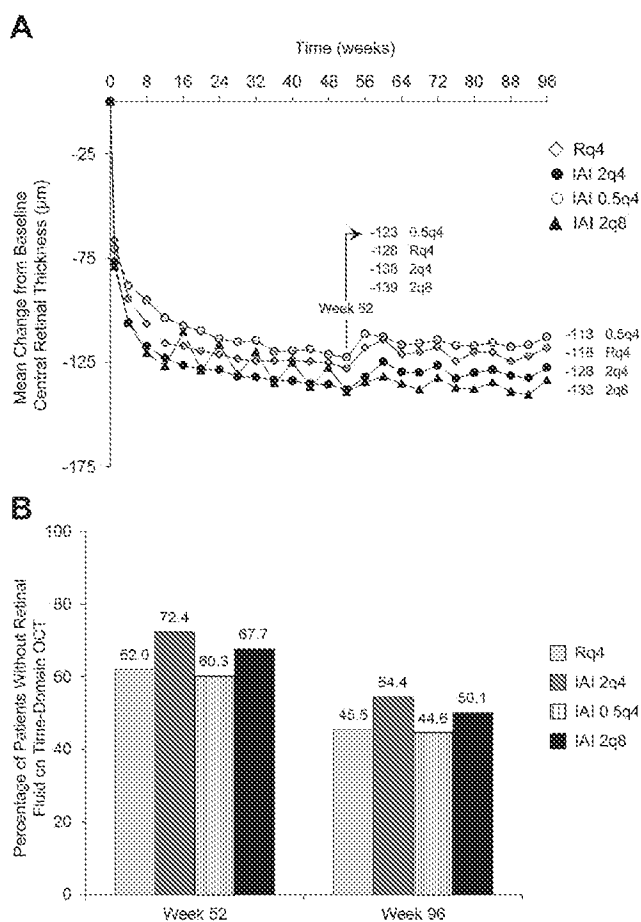 A
Time (weeks)
0 8 16 24 32 40 48 56 64 72 80 88 96
Mean Change from Baseline
Central Retinal Thickness (µm)
-25
-75
-125
-175
Rq4
IAI 2q4
IAI 0.5q4
IAI 2q8
-123 0.5q4
-128 Rq4
-138 2q4
-139 2q8
Week 52
-113 0.5q4
-118 Rq4
-128 2q4
-133 2q8
B
Percentage of Patients Without Retinal
Fluid on Time-Domain OCT
100
80
60
40
20
0
62.0
72.4
60.3
67.7
45.5
54.4
44.6
50.1
Rq4
IAI 2q4
IAI 0.5q4
IAI 2q8
Week 52
Week 96